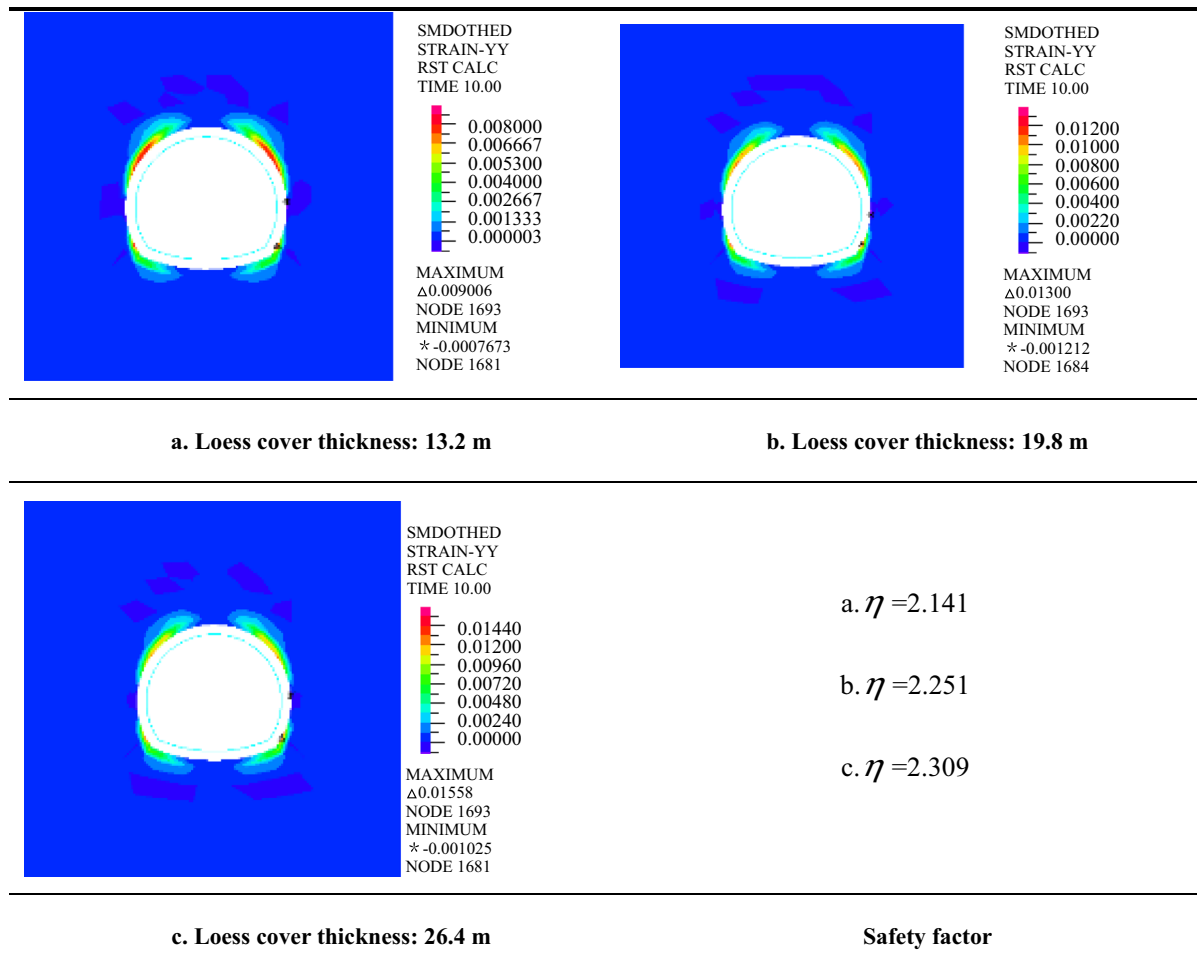 SMDOTHED
STRAIN-YY
RST CALC
TIME 10.00
0.008000
0.006667
0.005300
0.004000
0.002667
0.001333
0.000003
MAXIMUM
△0.009006
NODE 1693
MINIMUM
*-0.0007673
NODE 1681
SMDOTHED
STRAIN-YY
RST CALC
TIME 10.00
0.01200
0.01000
0.00800
0.00600
0.00400
0.00220
0.00000
MAXIMUM
△0.01300
NODE 1693
MINIMUM
*-0.001212
NODE 1684
a. Loess cover thickness: 13.2 m
b. Loess cover thickness: 19.8 m
SMDOTHED
STRAIN-YY
RST CALC
TIME 10.00
0.01440
0.01200
0.00960
0.00720
0.00480
0.00240
0.00000
MAXIMUM
△0.01558
NODE 1693
MINIMUM
*-0.001025
NODE 1681
a. η =2.141
b. η =2.251
c. η =2.309
c. Loess cover thickness: 26.4 m
Safety factor